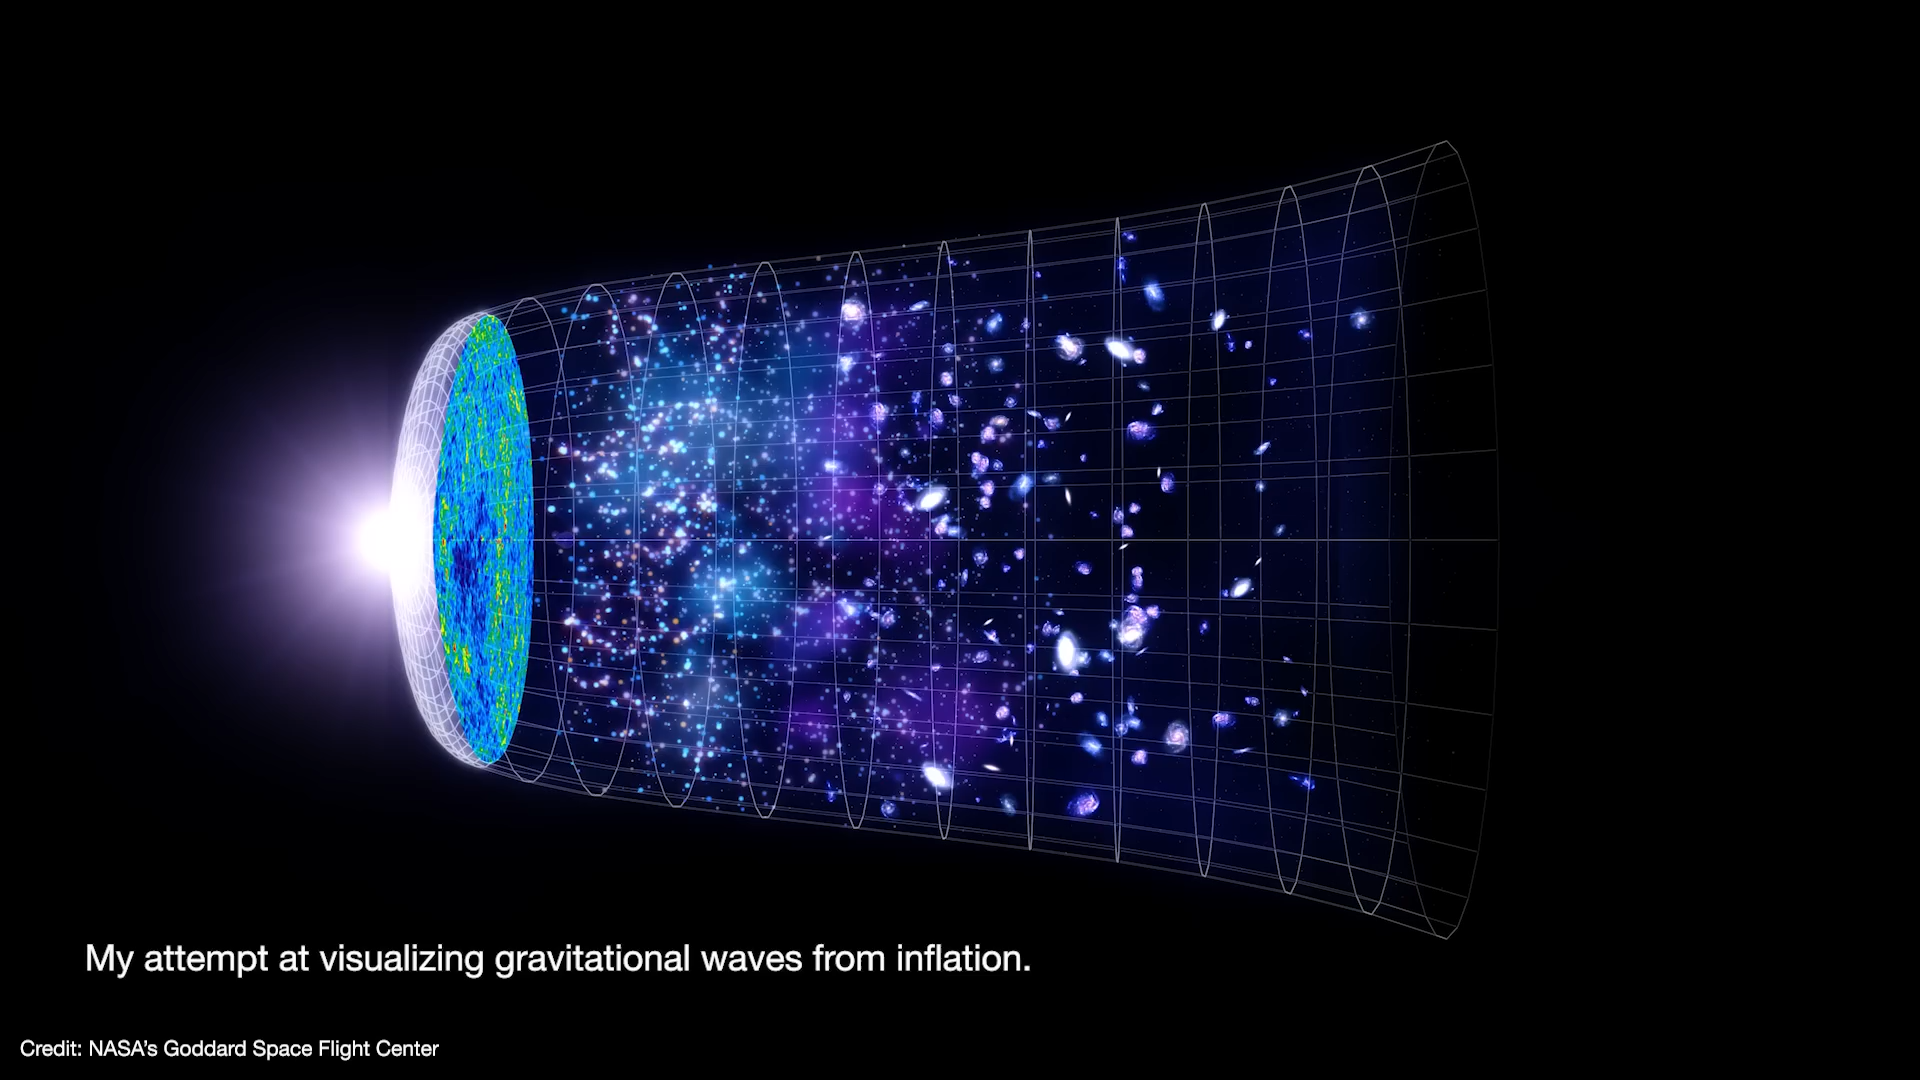 My attempt at visualizing gravitational waves from inflation.
Credit: NASA’s Goddard Space Flight Center